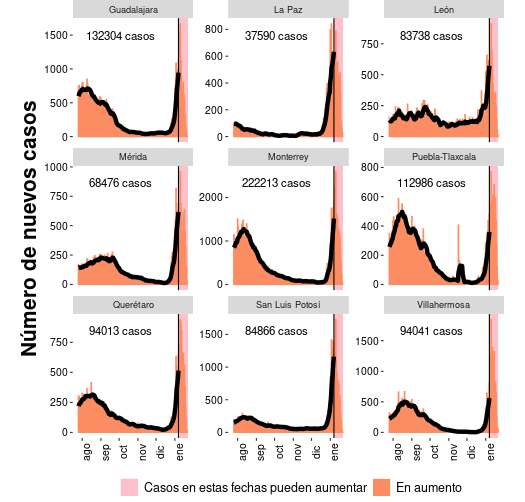 Guadalajara
La Paz
León
132304 casos
37590 casos
83738 casos
1500
1000
500
0
800
600
400
200
0
750
500
250
0
Mérida
Monterrey
Puebla-Tlaxcala
68476 casos
222213 casos
112986 casos
1000
750
500
250
0
2000
1000
0
800
600
400
200
0
Querétaro
San Luis Potosí
Villahermosa
94013 casos
84866 casos
94041 casos
750
500
250
0
1500
1000
500
0
1500
1000
500
0
ago sep oct nov dic ene
ago sep oct nov dic ene
ago sep oct nov dic ene
Número de nuevos casos
Casos en estas fechas pueden aumentar
En aumento